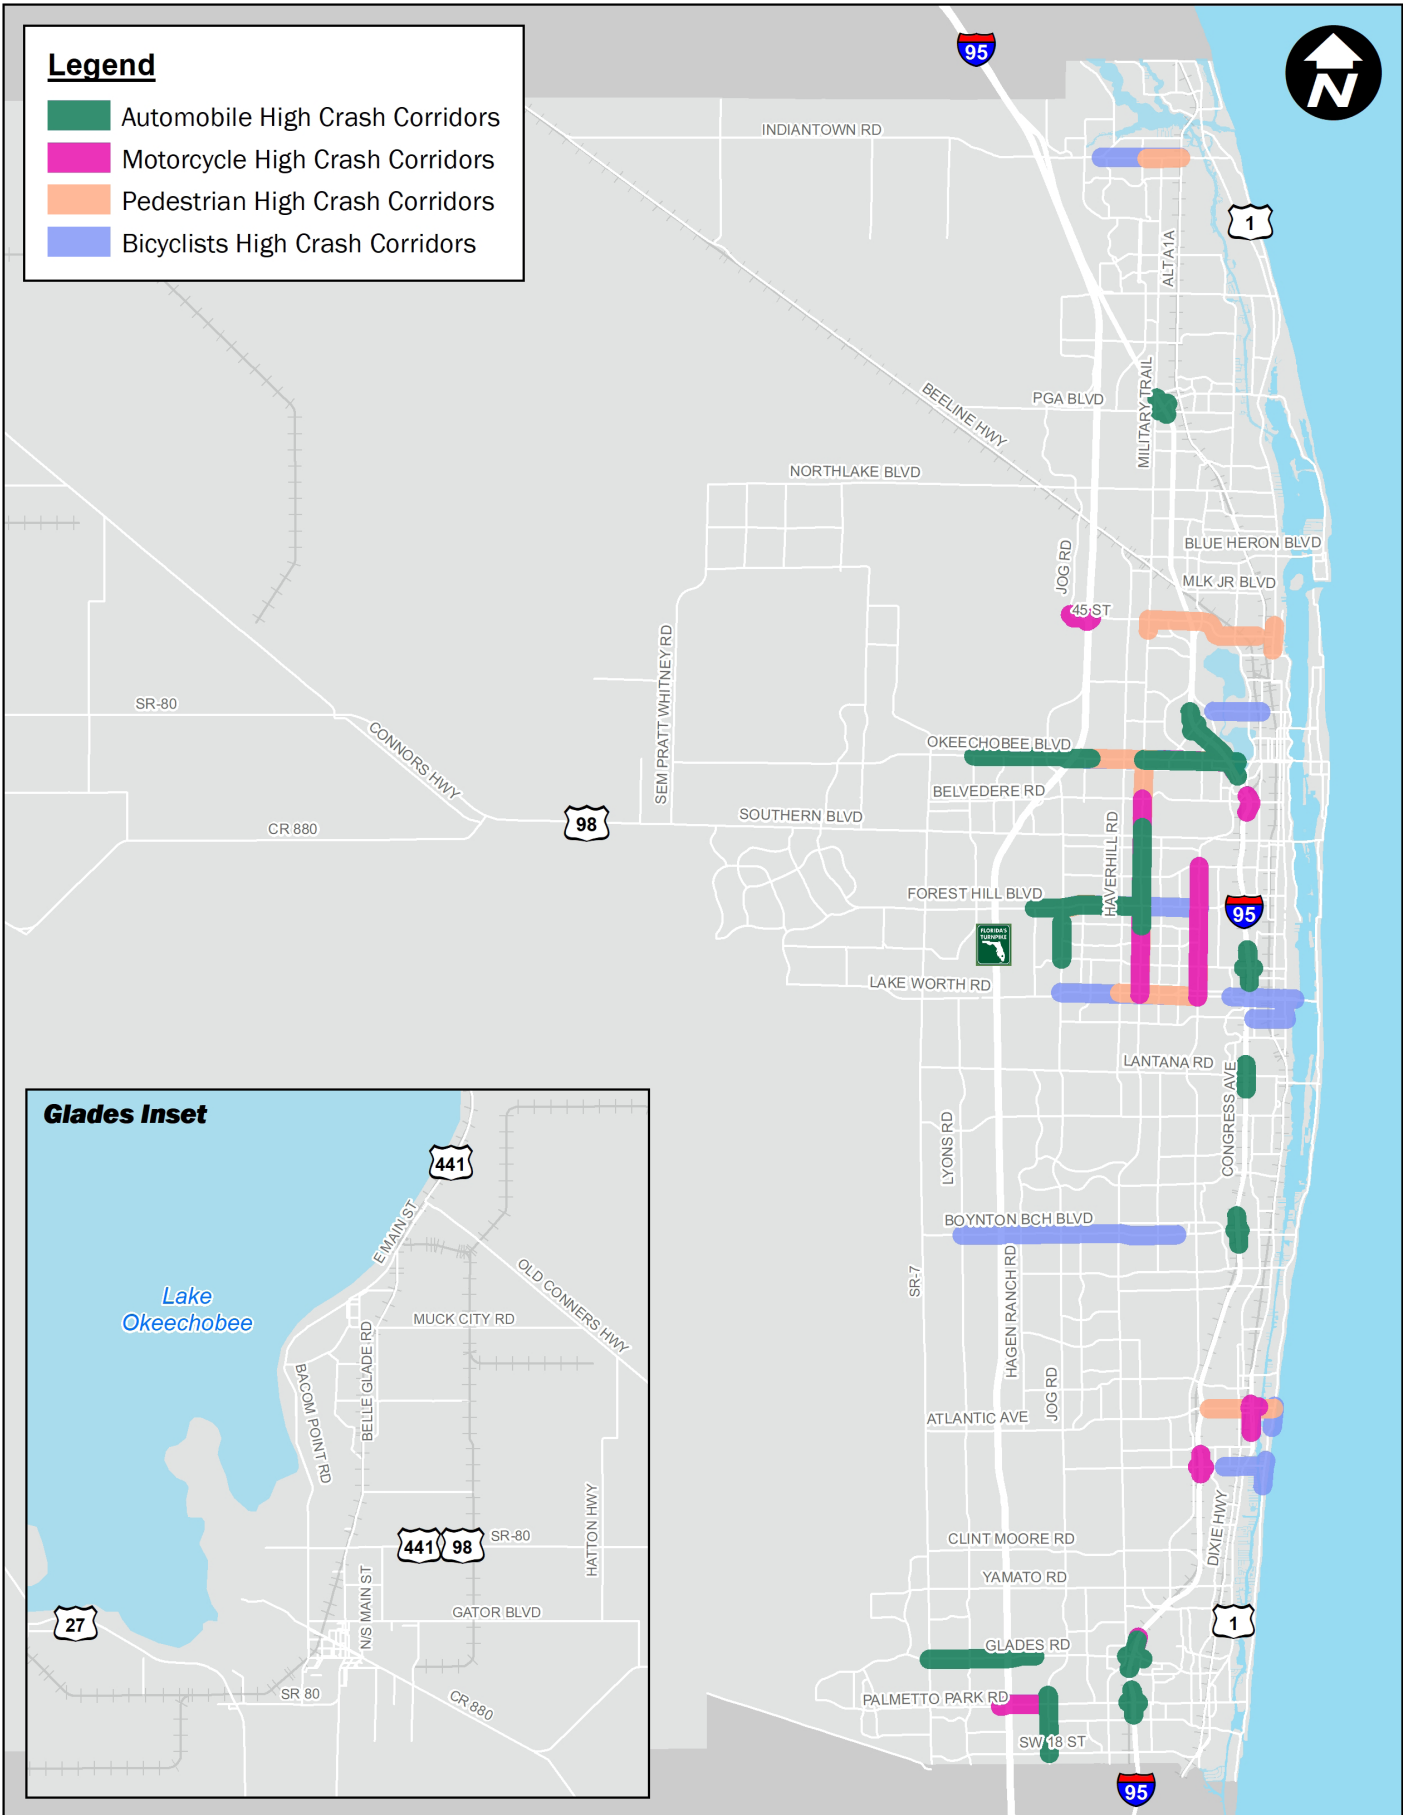 Legend
Automobile High Crash Corridors
Motorcycle High Crash Corridors
Pedestrian High Crash Corridors
Bicyclists High Crash Corridors
95
N
INDIANTOWN RD
1
ALT A1A
MILITARY TRAIL
PGA BLVD
BEELINE HWY
NORTHLAKE BLVD
BLUE HERON BLVD
JOG RD
MLK JR BLVD
45 ST
SEM PRATT WHITNEY RD
SR-80
CONNORS HWY
OKEECHOBEE BLVD
BELVEDERE RD
98
SOUTHERN BLVD
CR 880
HAVERHILL RD
FOREST HILL BLVD
95
FLORIDA'S
TURNPIKE
LAKE WORTH RD
LANTANA RD
CONGRESS AVE
LYONS RD
BOYNTON BCH BLVD
SR-7
HAGEN RANCH RD
JOG RD
ATLANTIC AVE
DIXIE HWY
CLINT MOORE RD
YAMATO RD
1
GLADES RD
PALMETTO PARK RD
SW 18 ST
95
Glades Inset
441
E MAIN ST
Lake
Okeechobee
OLD CONNERS HWY
MUCK CITY RD
BELLE GLADE RD
BACOM POINT RD
HATTON HWY
441
98
SR-80
N/S MAIN ST
GATOR BLVD
27
SR 80
CR 880